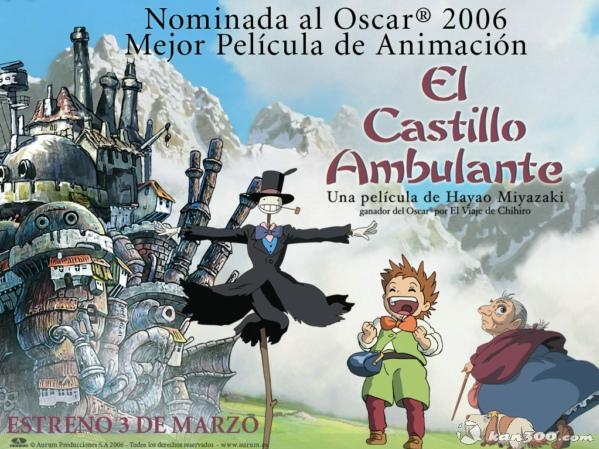 Nominada al Oscar® 2006
Mejor Película de Animación
El
Castillo
Ambulante
Una película de Hayao Miyazaki
ganador del Oscar® por El Viaje de Chihiro
ESTRENO 3 DE MARZO
© Aurum Producciones S.A 2006 - Todos los derechos reservados - www.aurum.es
kan300.com